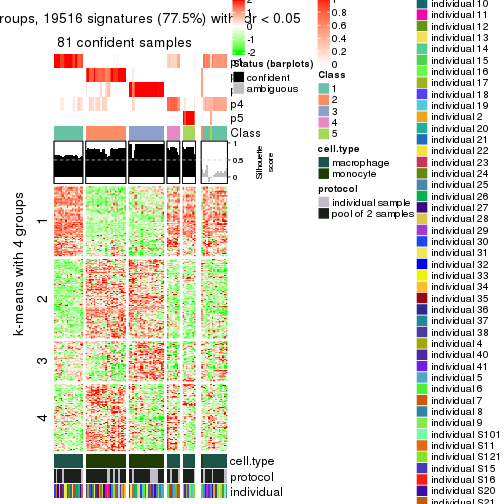 roups, 19516 signatures (77.5%) with
dr < 0.05
81 confident samples
p4
p5
Class
1
0.5
0
Silhouette
score
k-means with 4 groups
1
2
3
4
cell.type
protocol
individual
2
1
0
-1
-2
0.8
0.6
0.4
0.2
0
Status (barplots)
confident
ambiguous
Class
1
2
3
4
5
cell.type
macrophage
monocyte
protocol
individual sample
pool of 2 samples
individual 10
individual 11
individual 12
individual 13
individual 14
individual 15
individual 16
individual 17
individual 18
individual 19
individual 2
individual 20
individual 21
individual 22
individual 23
individual 24
individual 25
individual 26
individual 27
individual 28
individual 29
individual 30
individual 31
individual 32
individual 33
individual 34
individual 35
individual 36
individual 37
individual 38
individual 4
individual 40
individual 41
individual 5
individual 6
individual 7
individual 8
individual 9
individual S101
individual S11
individual S121
individual S15
individual S16
individual S20
individual S21